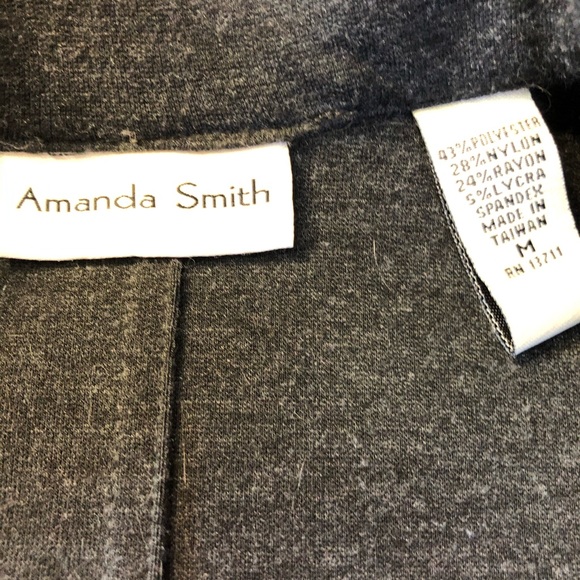 Amanda Smith
43% POLYESTER
28% NYLON
24% RAYON
5% LYCRA
SPANDEX
MADE IN
TAIWAN
M
RN 13711